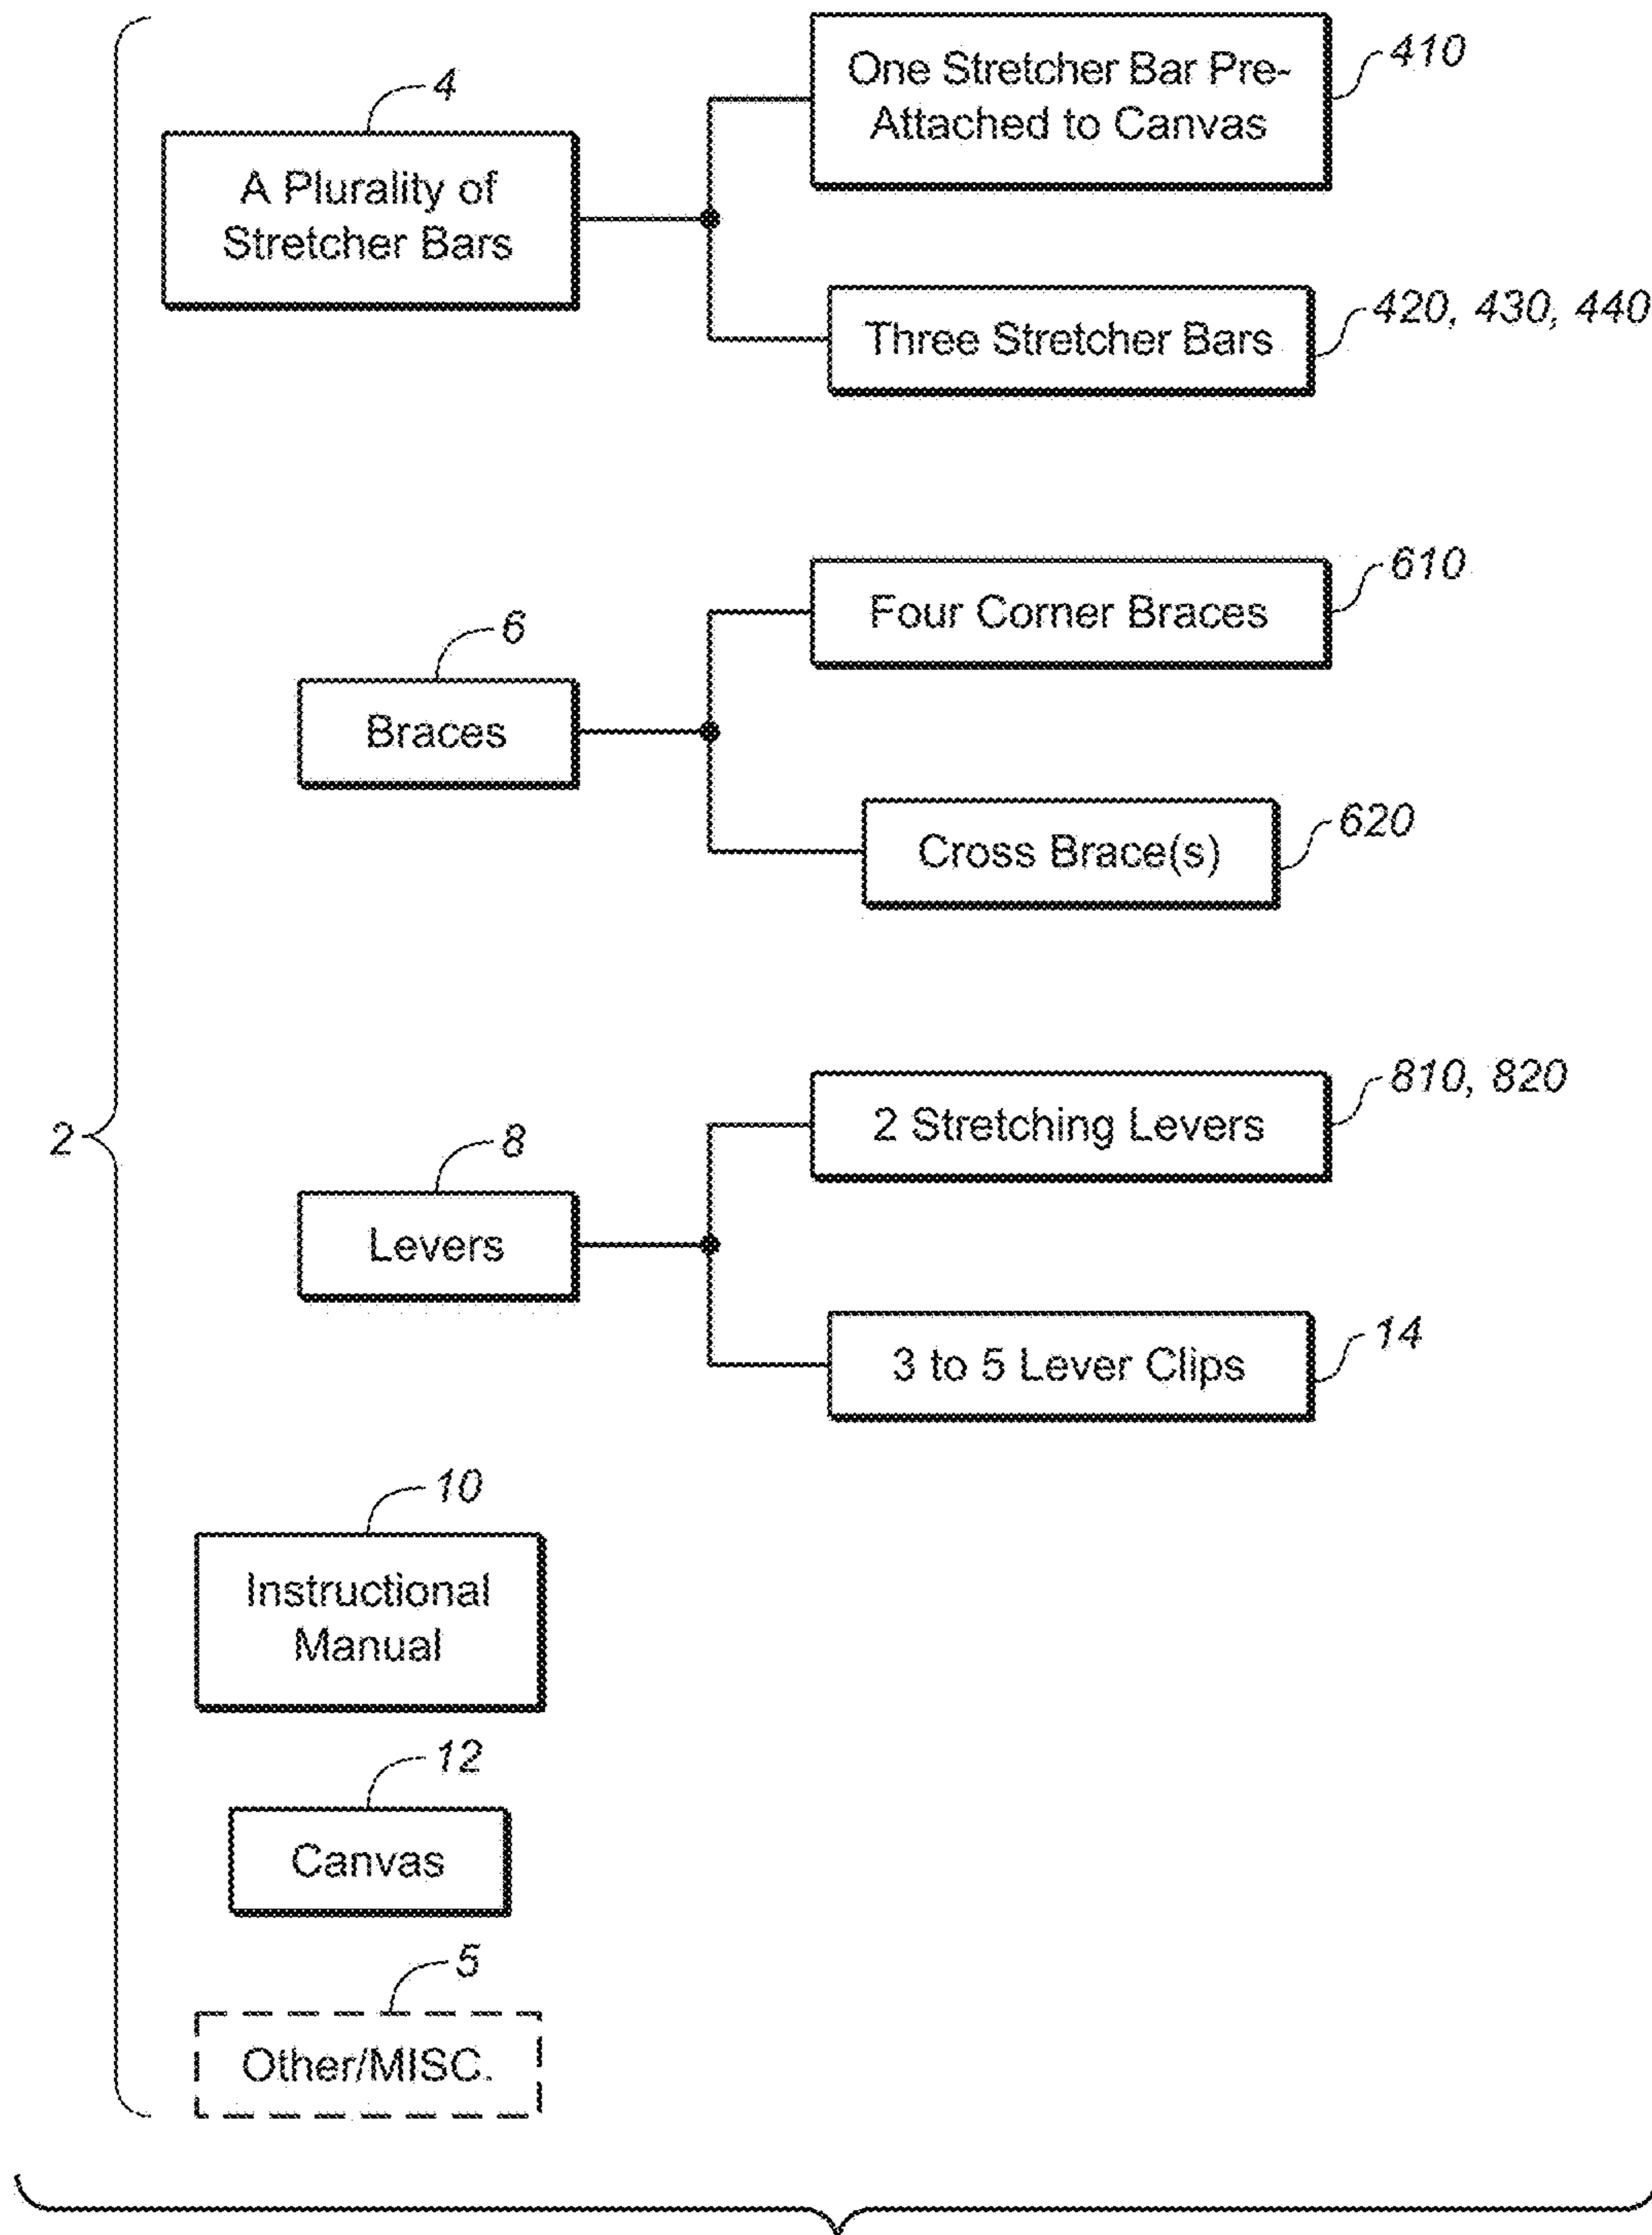 410
One Stretcher Bar Pre-
Attached to Canvas
4
A Plurality of
Stretcher Bars
420, 430, 440
Three Stretcher Bars
610
Four Corner Braces
6
Braces
620
Cross Brace(s)
810, 820
2 Stretching Levers
2
8
Levers
14
3 to 5 Lever Clips
10
Instructional
Manual
12
Canvas
5
Other/MISC.